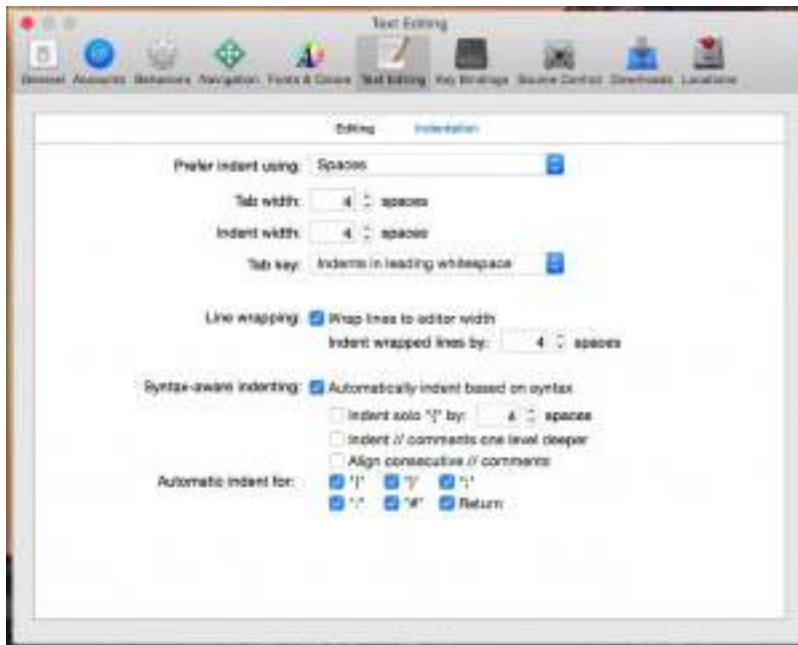 Text Editing
General Accounts Behaviors Navigation Fonts & Colors Text Editing Key Bindings Source Control Downloads Locations
Editing Indentation
Prefer indent using: Spaces
Tab width: 4 spaces
Indent width: 4 spaces
Tab key: Indents in leading whitespace
Line wrapping: Wrap lines to editor width
Indent wrapped lines by: 4 spaces
Syntax-aware indenting: Automatically indent based on syntax
Indent solo "{" by: 4 spaces
Indent // comments one level deeper
Align consecutive // comments
Automatic indent for:
":" "#" Return